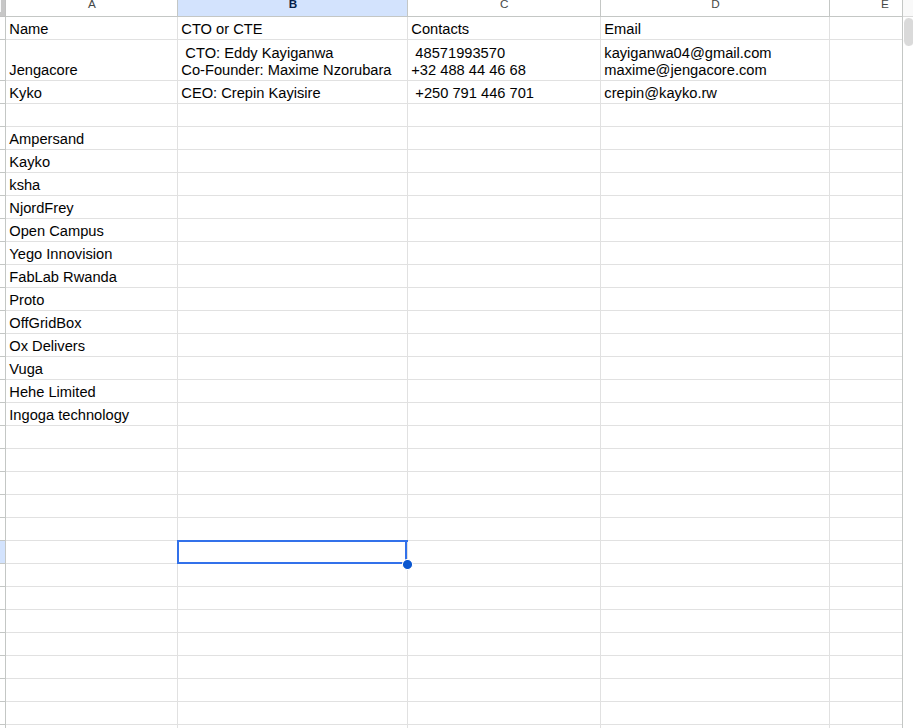 A B C D E
Name CTO or CTE Contacts Email
CTO: Eddy Kayiganwa 48571993570 kayiganwa04@gmail.com
Jengacore Co-Founder: Maxime Nzorubara +32 488 44 46 68 maxime@jengacore.com
Kyko CEO: Crepin Kayisire +250 791 446 701 crepin@kayko.rw
Ampersand
Kayko
ksha
NjordFrey
Open Campus
Yego Innovision
FabLab Rwanda
Proto
OffGridBox
Ox Delivers
Vuga
Hehe Limited
Ingoga technology